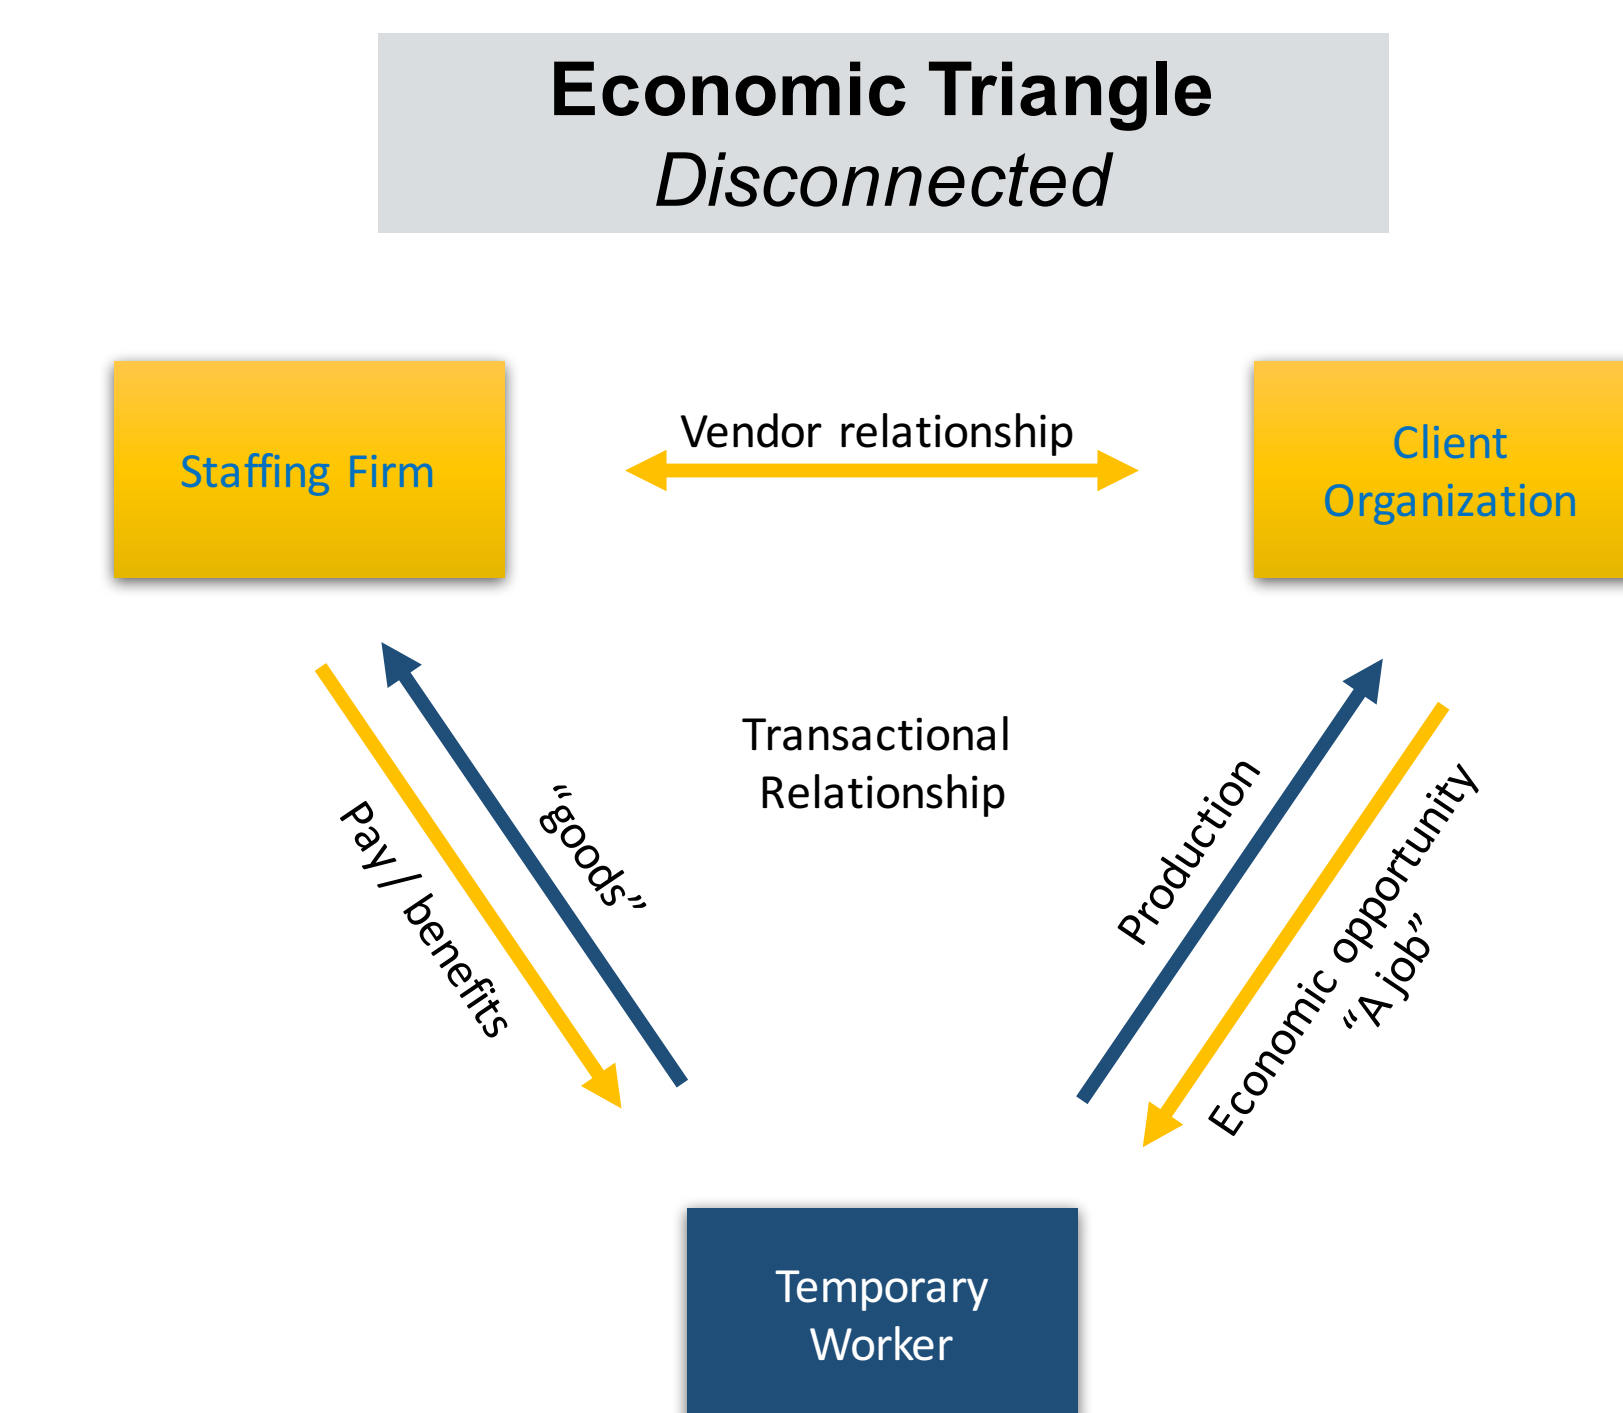 Economic Triangle
Disconnected
Vendor relationship
Staffing Firm
Client
Organization
Transactional
Relationship
Pay / benefits
“goods”
Production
Economic opportunity
“A job”
Temporary
Worker